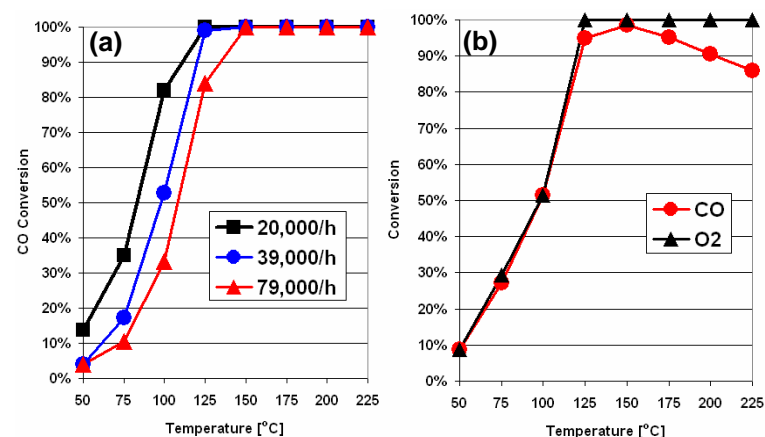 (a)
CO Conversion
100%
90%
80%
70%
60%
50%
40%
30%
20%
10%
0%
20,000/h
39,000/h
79,000/h
50 75 100 125 150 175 200 225
Temperature [°C]
(b)
Conversion
100%
90%
80%
70%
60%
50%
40%
30%
20%
10%
0%
CO
O2
50 75 100 125 150 175 200 225
Temperature [°C]